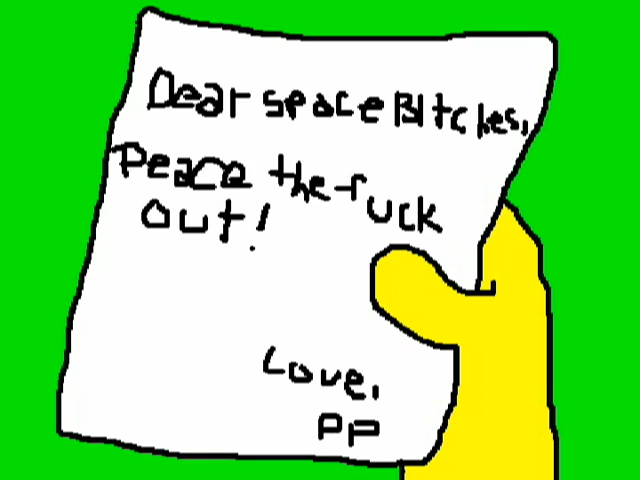 Dear space Bitches,
Peace the fuck
out!
Love,
PP